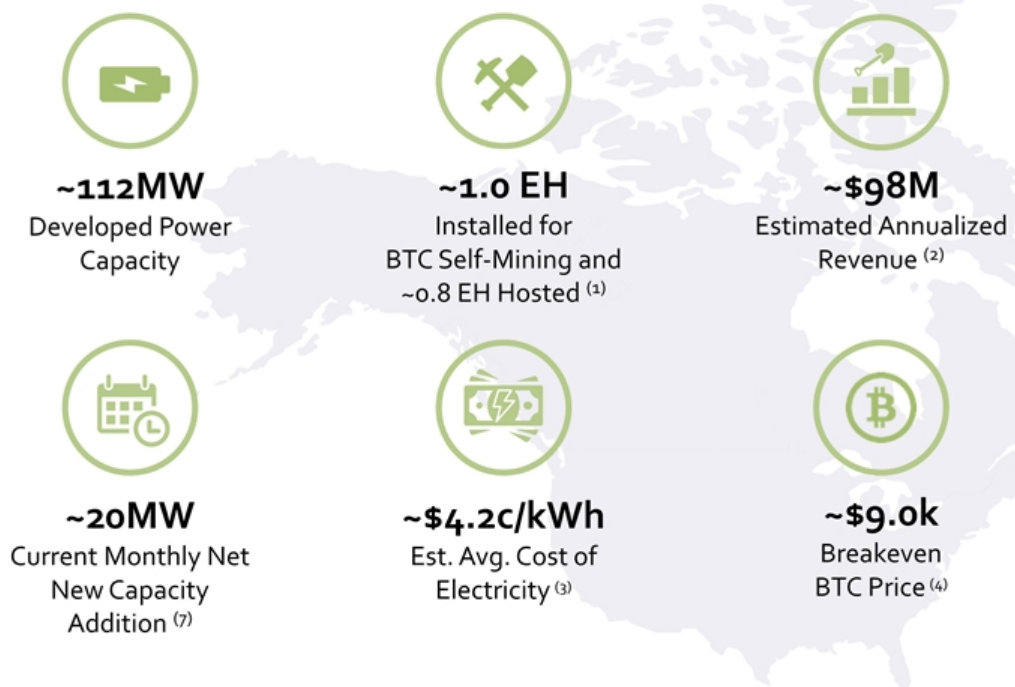 ~112MW
Developed Power
Capacity
~1.0 EH
Installed for
BTC Self-Mining and
~0.8 EH Hosted (1)
~$98M
Estimated Annualized
Revenue (2)
~20MW
Current Monthly Net
New Capacity
Addition (7)
~$4.2c/kWh
Est. Avg. Cost of
Electricity (3)
~$9.0k
Breakeven
BTC Price (4)